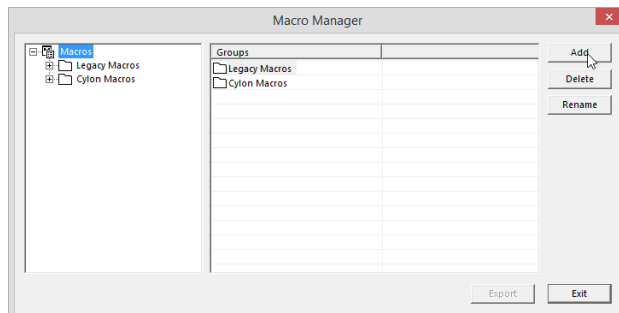 Macro Manager
Macros
Legacy Macros
Cylon Macros
Groups
Legacy Macros
Cylon Macros
Add
Delete
Rename
Export
Exit